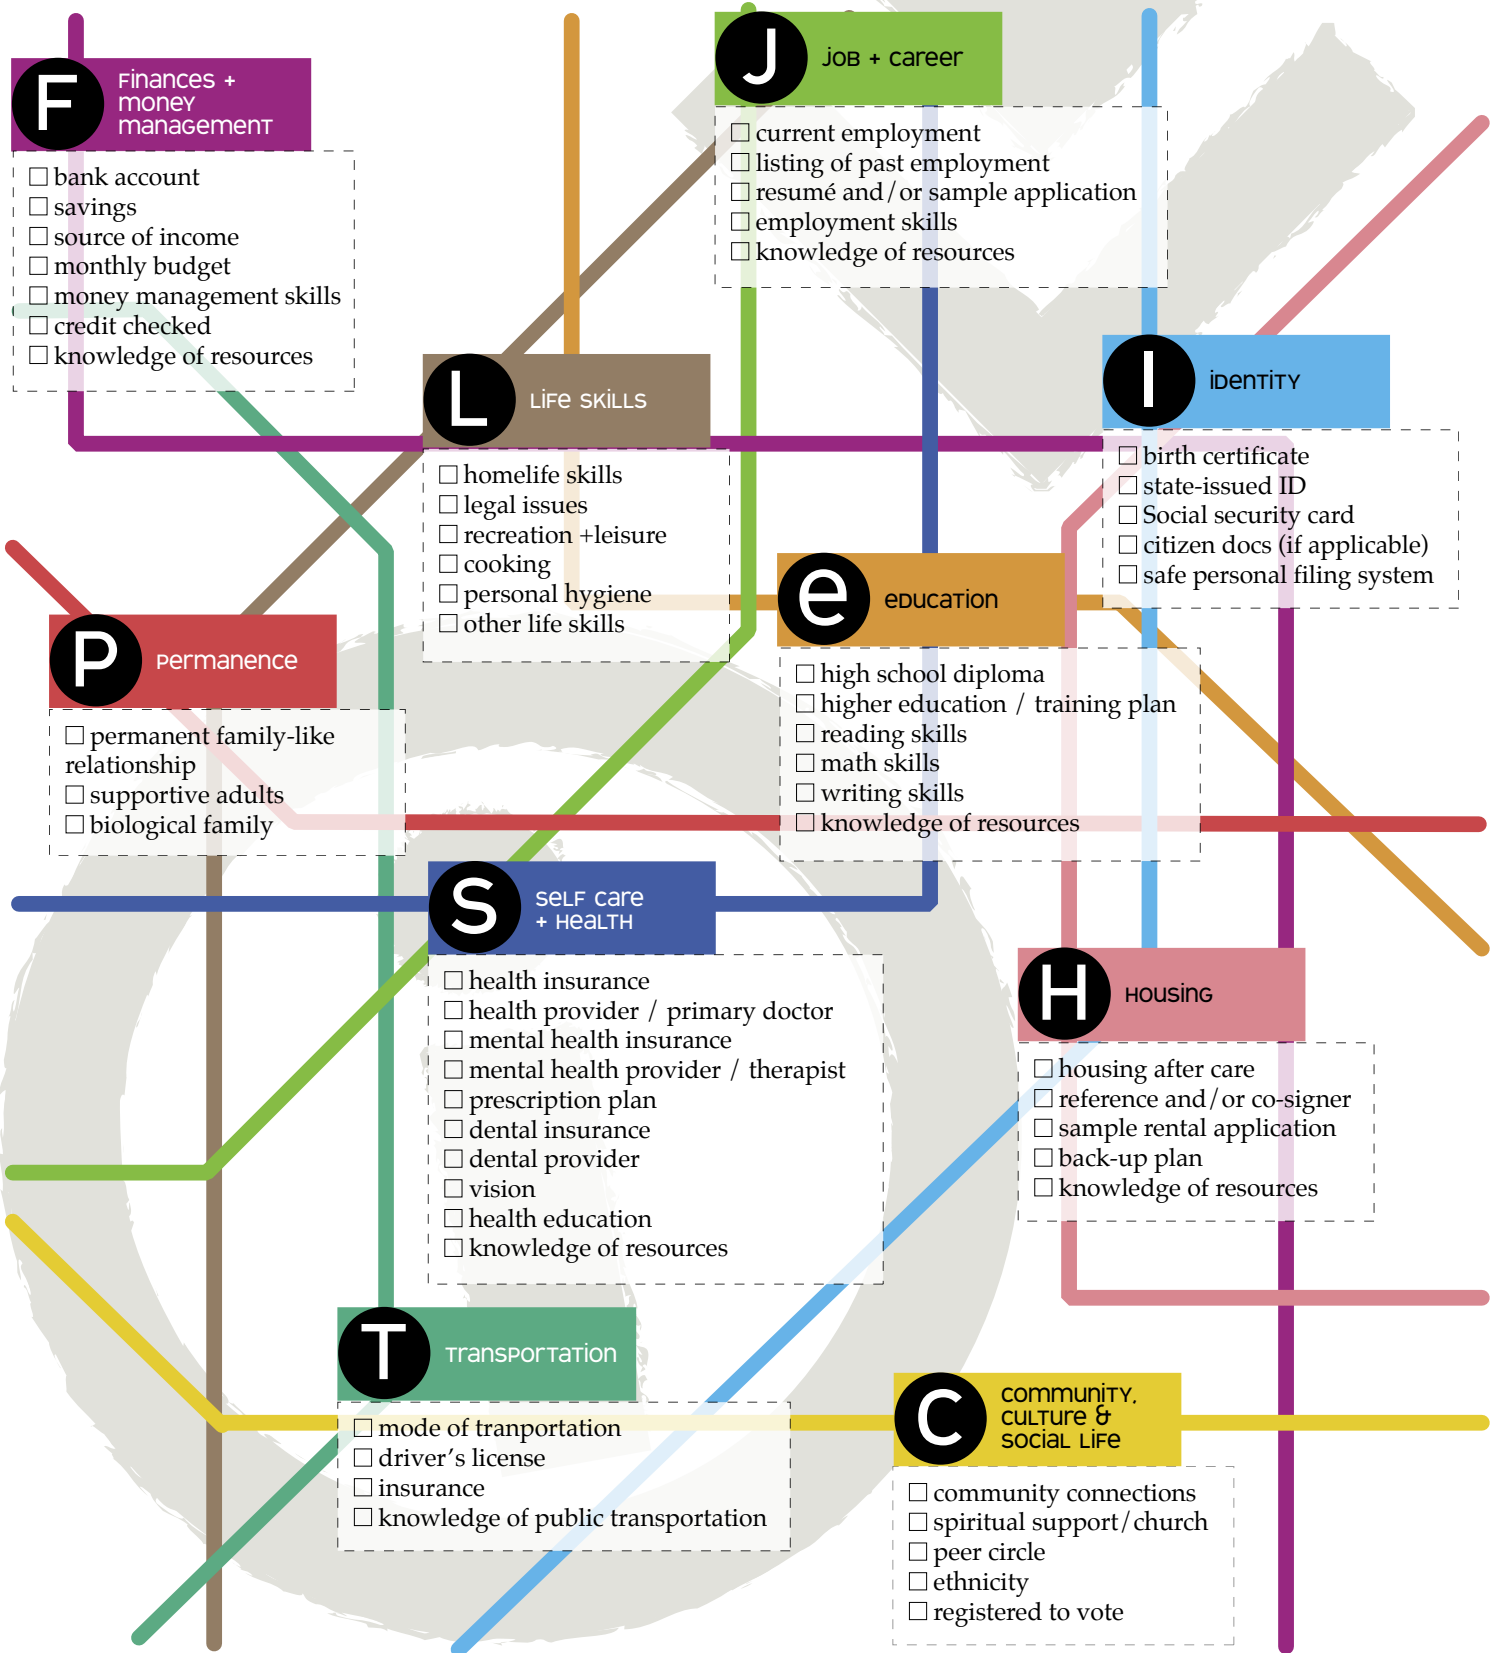 F
Finances +
money
management
☐ bank account
☐ savings
☐ source of income
☐ monthly budget
☐ money management skills
☐ credit checked
☐ knowledge of resources
J
Job + career
☐ current employment
☐ listing of past employment
☐ resumé and/or sample application
☐ employment skills
☐ knowledge of resources
L
Life skills
☐ homelife skills
☐ legal issues
☐ recreation +leisure
☐ cooking
☐ personal hygiene
☐ other life skills
I
identity
☐ birth certificate
☐ state-issued ID
☐ Social security card
☐ citizen docs (if applicable)
☐ safe personal filing system
P
permanence
☐ permanent family-like
relationship
☐ supportive adults
☐ biological family
e
education
☐ high school diploma
☐ higher education / training plan
☐ reading skills
☐ math skills
☐ writing skills
☐ knowledge of resources
S
self care
+ health
☐ health insurance
☐ health provider / primary doctor
☐ mental health insurance
☐ mental health provider / therapist
☐ prescription plan
☐ dental insurance
☐ dental provider
☐ vision
☐ health education
☐ knowledge of resources
H
Housing
☐ housing after care
☐ reference and/or co-signer
☐ sample rental application
☐ back-up plan
☐ knowledge of resources
T
Transportation
☐ mode of tranportation
☐ driver's license
☐ insurance
☐ knowledge of public transportation
C
community,
culture &
social life
☐ community connections
☐ spiritual support/church
☐ peer circle
☐ ethnicity
☐ registered to vote